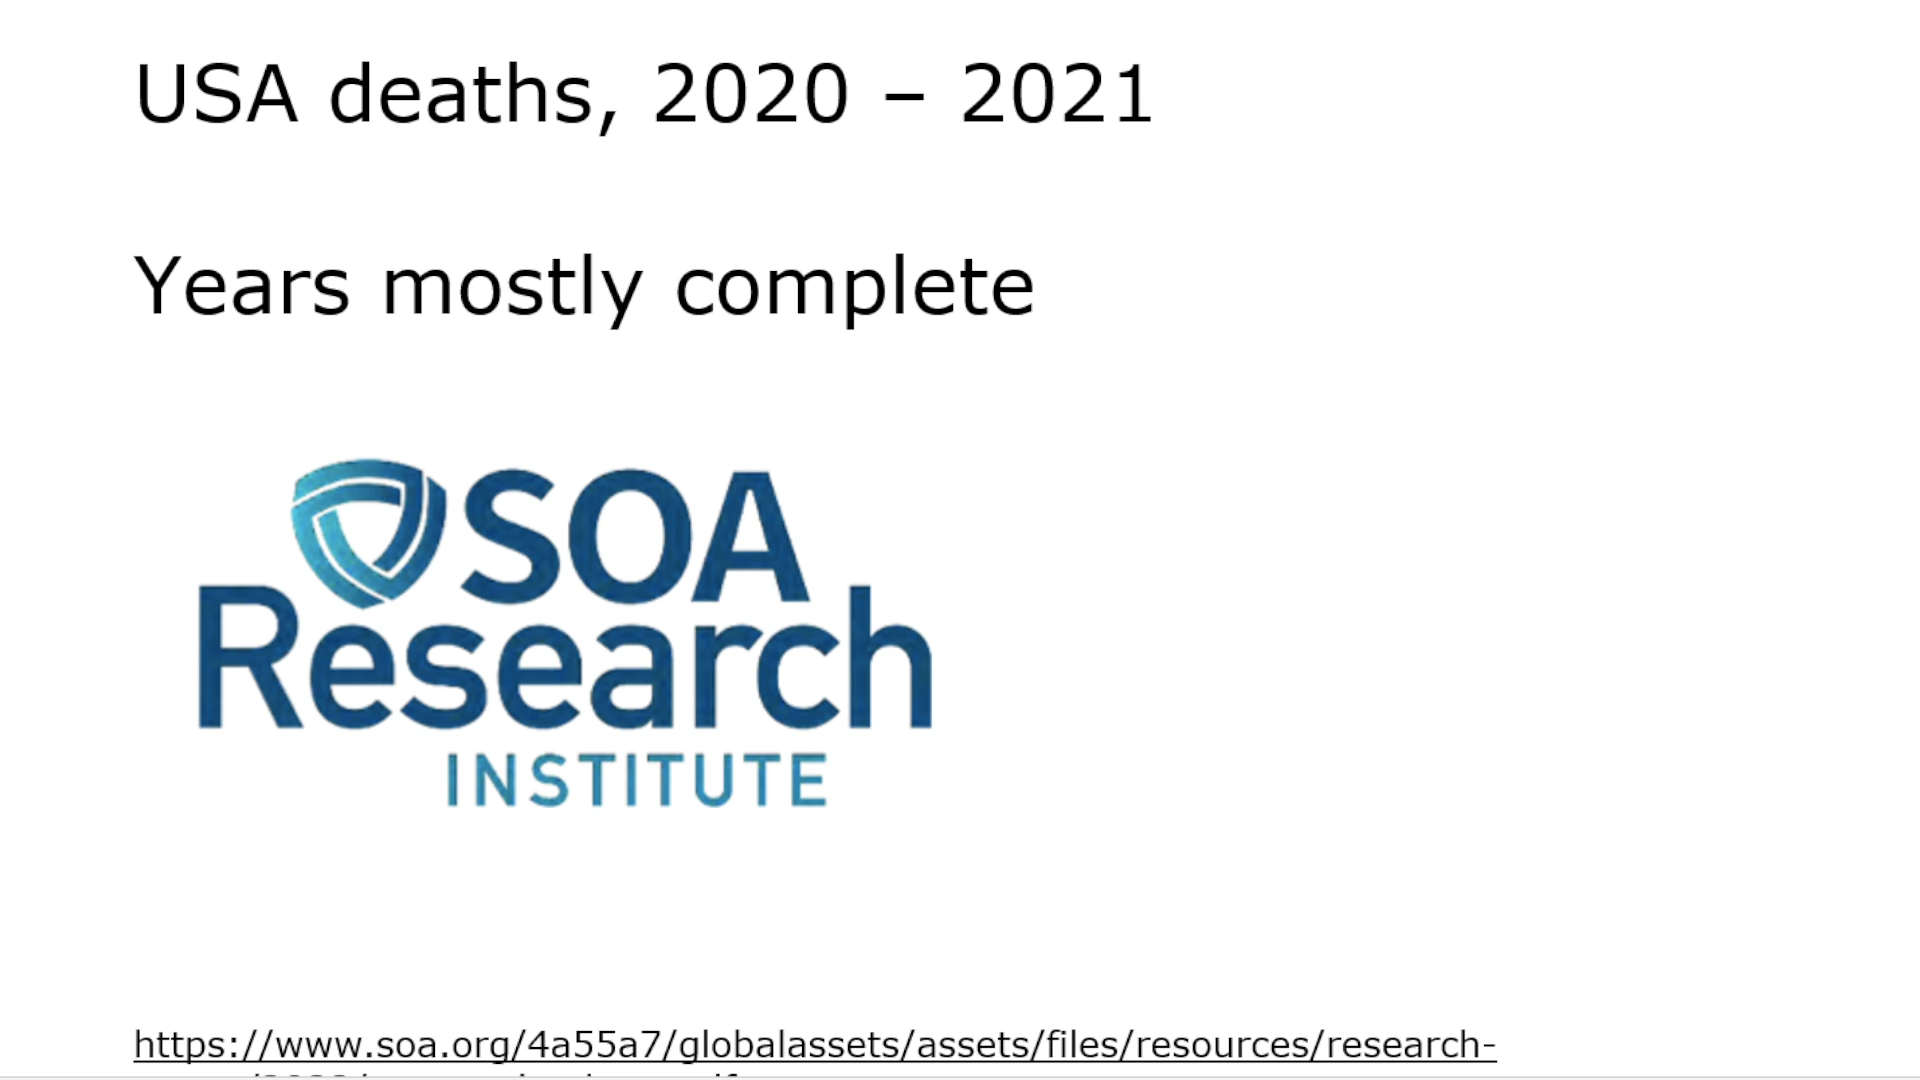 USA deaths, 2020 – 2021
Years mostly complete
SOA
Research
INSTITUTE
https://www.soa.org/4a55a7/globalassets/assets/files/resources/research-